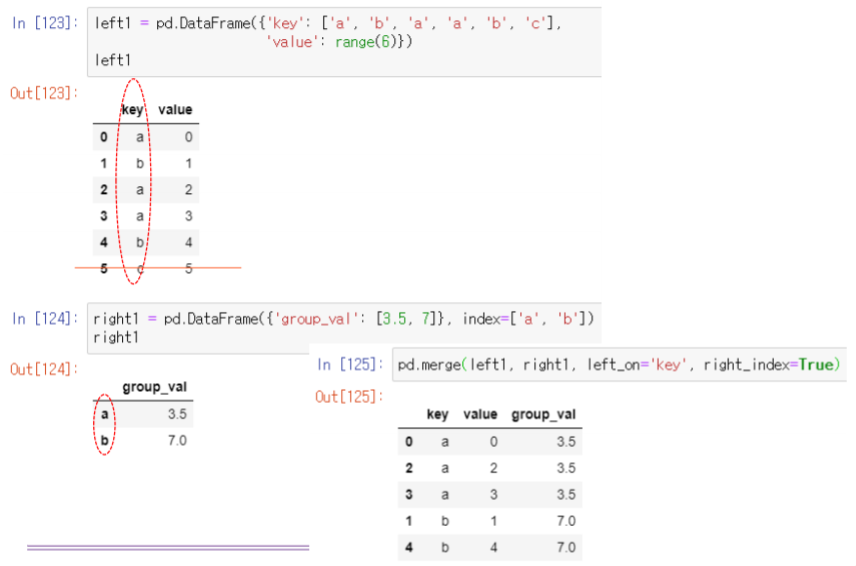 In [123]: left1 = pd.DataFrame({'key': ['a', 'b', 'a', 'a', 'b', 'c'],
'value': range(6)})
left1
Out[123]:
key value
0 a 0
1 b 1
2 a 2
3 a 3
4 b 4
5 c 5
In [124]: right1 = pd.DataFrame({'group_val': [3.5, 7]}, index=['a', 'b'])
right1
Out[124]:
group_val
a 3.5
b 7.0
In [125]: pd.merge(left1, right1, left_on='key', right_index=True)
Out[125]:
key value group_val
0 a 0 3.5
2 a 2 3.5
3 a 3 3.5
1 b 1 7.0
4 b 4 7.0